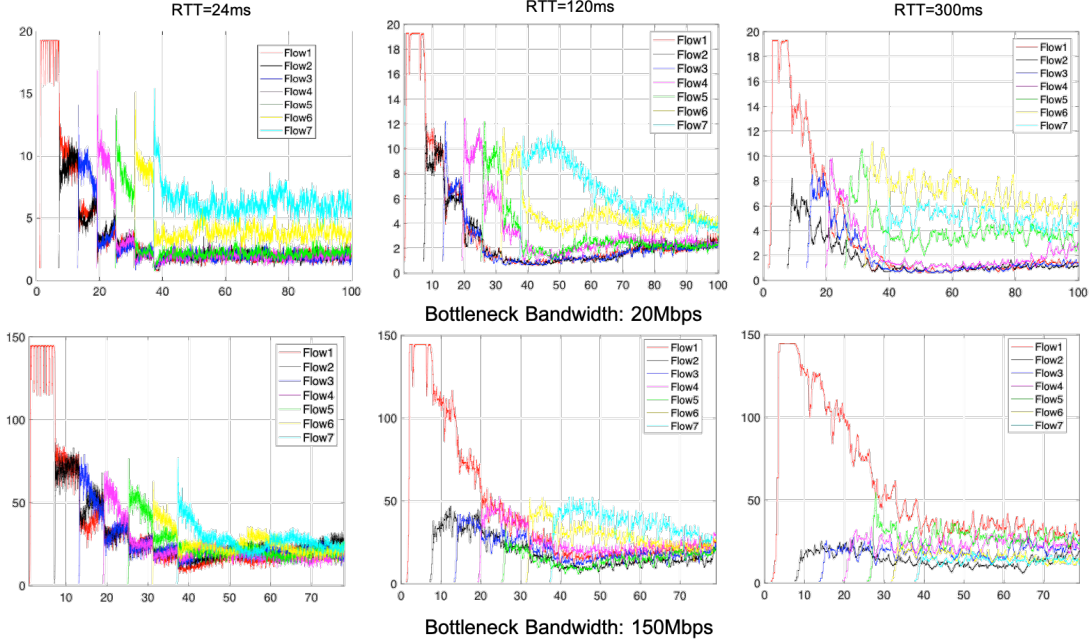 RTT=24ms
20
15
10
5
0
Flow1
Flow2
Flow3
Flow4
Flow5
Flow6
Flow7
0 20 40 60 80 100
RTT=120ms
20
18
16
14
12
10
8
6
4
2
0
Flow1
Flow2
Flow3
Flow4
Flow5
Flow6
Flow7
0 10 20 30 40 50 60 70 80 90 100
RTT=300ms
20
18
16
14
12
10
8
6
4
2
0
Flow1
Flow2
Flow3
Flow4
Flow5
Flow6
Flow7
0 20 40 60 80 100
Bottleneck Bandwidth: 20Mbps
150
100
50
0
Flow1
Flow2
Flow3
Flow4
Flow5
Flow6
Flow7
10 20 30 40 50 60 70
150
100
50
0
Flow1
Flow2
Flow3
Flow4
Flow5
Flow6
Flow7
0 10 20 30 40 50 60 70
150
100
50
0
Flow1
Flow2
Flow3
Flow4
Flow5
Flow6
Flow7
0 10 20 30 40 50 60 70
Bottleneck Bandwidth: 150Mbps